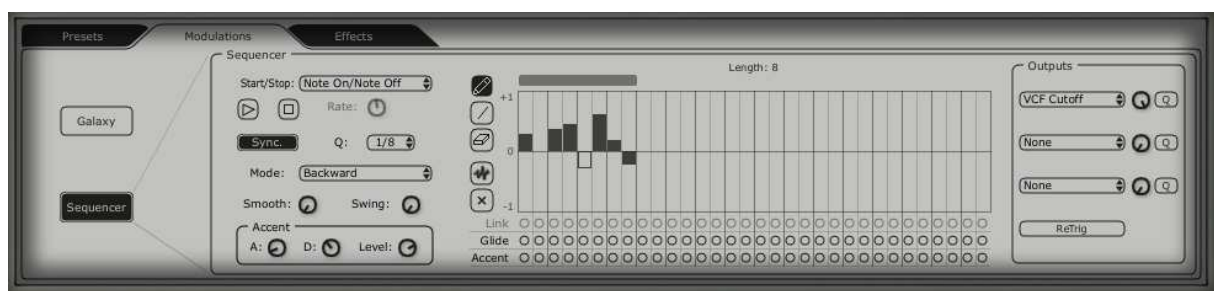 Presets Modulations Effects
Sequencer
Start/Stop: Note On/Note Off
Rate:
Sync. Q: 1/8
Mode: Backward
Smooth: Swing:
Accent
A: D: Level:
Galaxy
Sequencer
Length: 8
+1
0
-1
Link
Glide
Accent
Outputs
VCF Cutoff Q
None Q
None Q
ReTrig